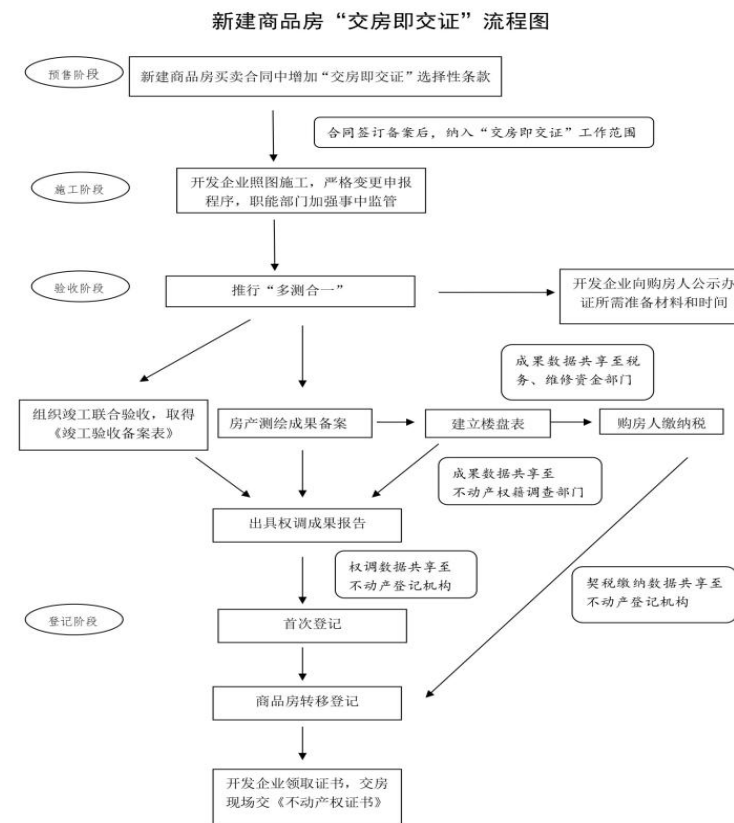 新建商品房“交房即交证”流程图
预售阶段
新建商品房买卖合同中增加“交房即交证”选择性条款
合同签订备案后，纳入“交房即交证”工作范围
施工阶段
开发企业照图施工，严格变更申报
程序，职能部门加强事中监管
验收阶段
推行“多测合一”
开发企业向购房人公示办
证所需准备材料和时间
成果数据共享至税
务、维修资金部门
组织竣工联合验收，取得
《竣工验收备案表》
房产测绘成果备案
建立楼盘表
购房人缴纳税
成果数据共享至
不动产权籍调查部门
出具权调成果报告
权调数据共享至
不动产登记机构
契税缴纳数据共享至
不动产登记机构
登记阶段
首次登记
商品房转移登记
开发企业领取证书，交房
现场交《不动产权证书》